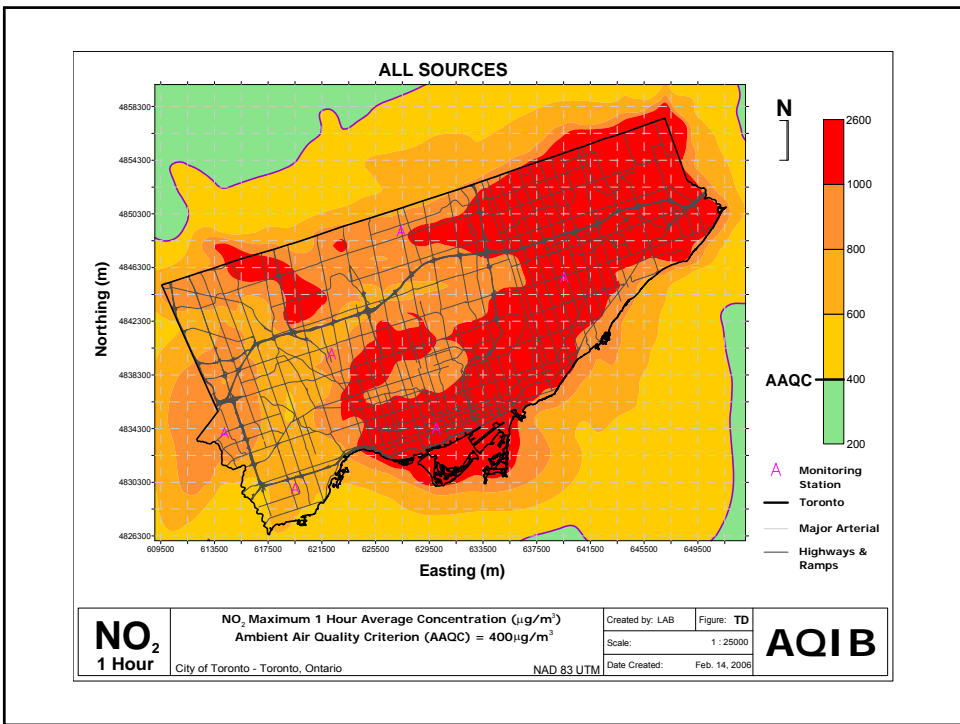 ALL SOURCES
N
4858300
4854300
4850300
4846300
4842300
4838300
4834300
4830300
4826300
Northing (m)
609500 613500 617500 621500 625500 629500 633500 637500 641500 645500 649500
Easting (m)
2600
1000
800
600
AAQC 400
200
A Monitoring
Station
Toronto
Major Arterial
Highways &
Ramps
A
A
A
A
A
A
NO2
1 Hour
NO2 Maximum 1 Hour Average Concentration (µg/m3)
Ambient Air Quality Criterion (AAQC) = 400µg/m3
City of Toronto - Toronto, Ontario NAD 83 UTM
Created by: LAB Figure: TD
Scale: 1 : 25000
Date Created: Feb. 14, 2006
AQIB